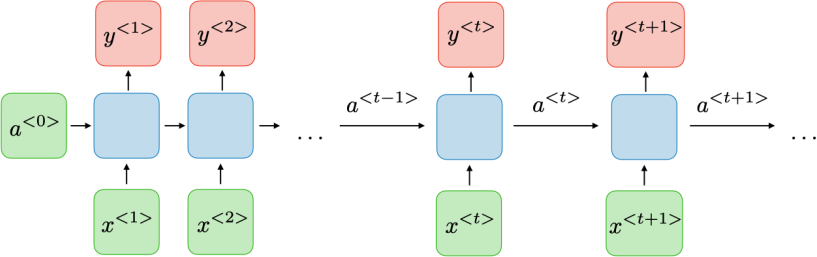 y<1> y<2> y<t> y<t+1>
a<0> ... a<t−1> a<t> a<t+1> ...
x<1> x<2> x<t> x<t+1>